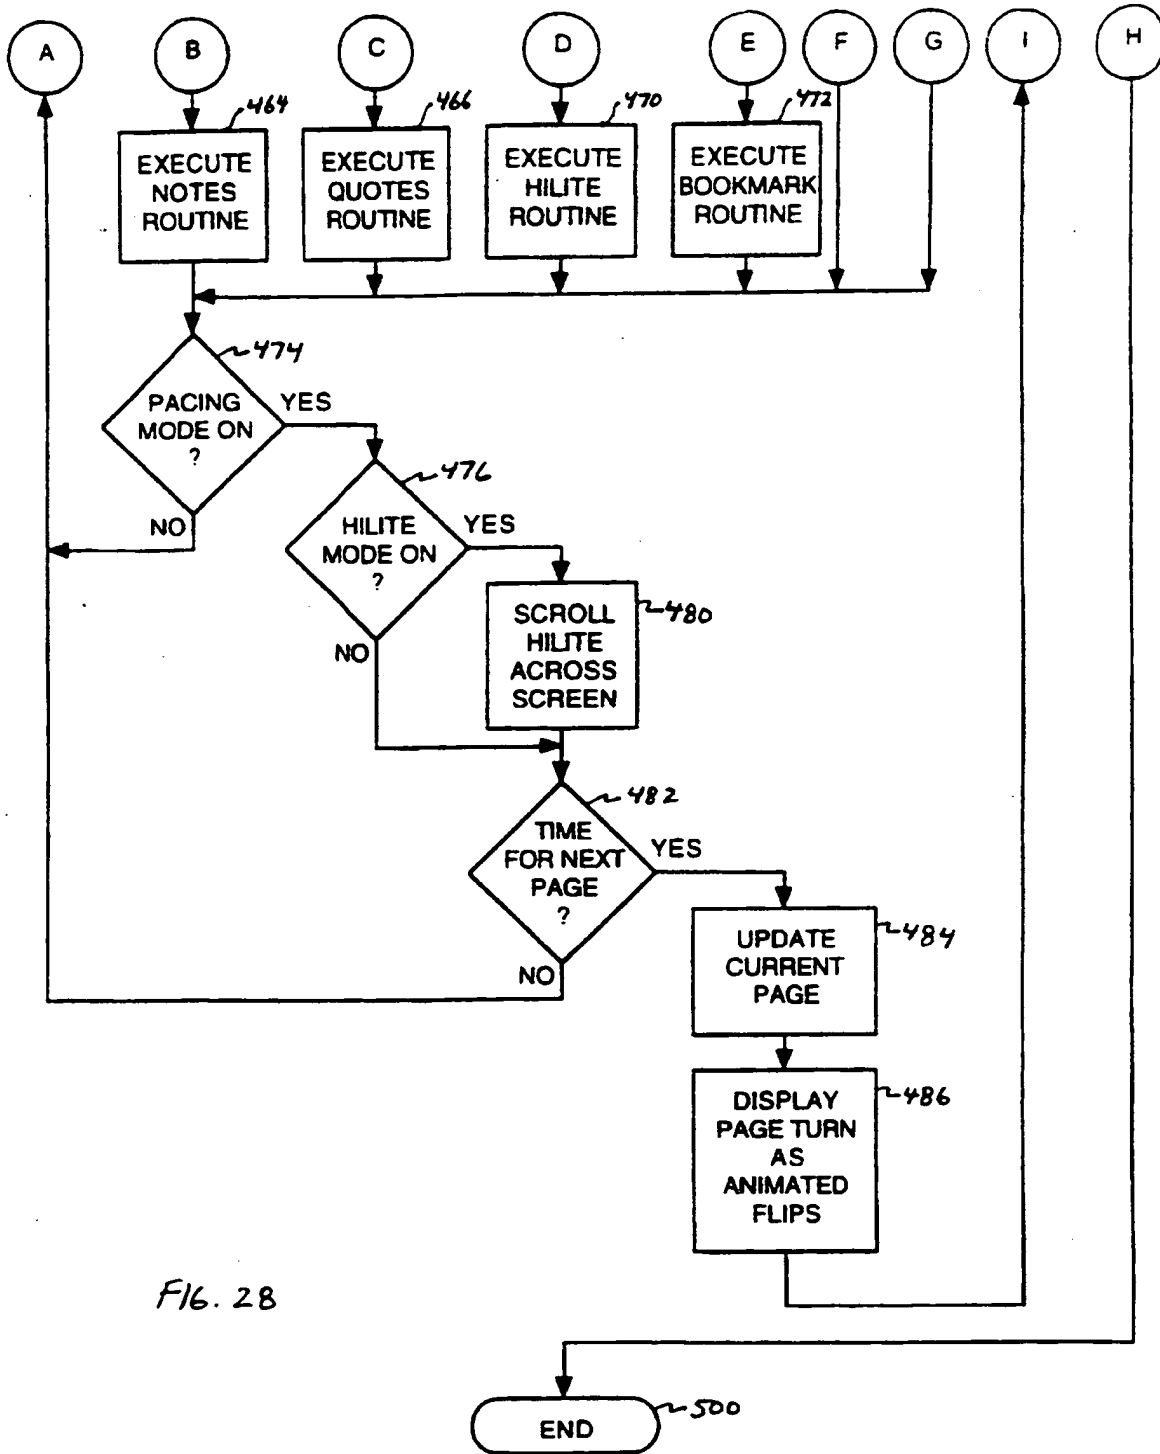 A
B
C
D
E
F
G
I
H
464
466
470
472
EXECUTE
NOTES
ROUTINE
EXECUTE
QUOTES
ROUTINE
EXECUTE
HILITE
ROUTINE
EXECUTE
BOOKMARK
ROUTINE
474
PACING
MODE ON
?
YES
NO
476
HILITE
MODE ON
?
YES
NO
480
SCROLL
HILITE
ACROSS
SCREEN
482
TIME
FOR NEXT
PAGE
?
YES
NO
484
UPDATE
CURRENT
PAGE
486
DISPLAY
PAGE TURN
AS
ANIMATED
FLIPS
FIG. 28
500
END